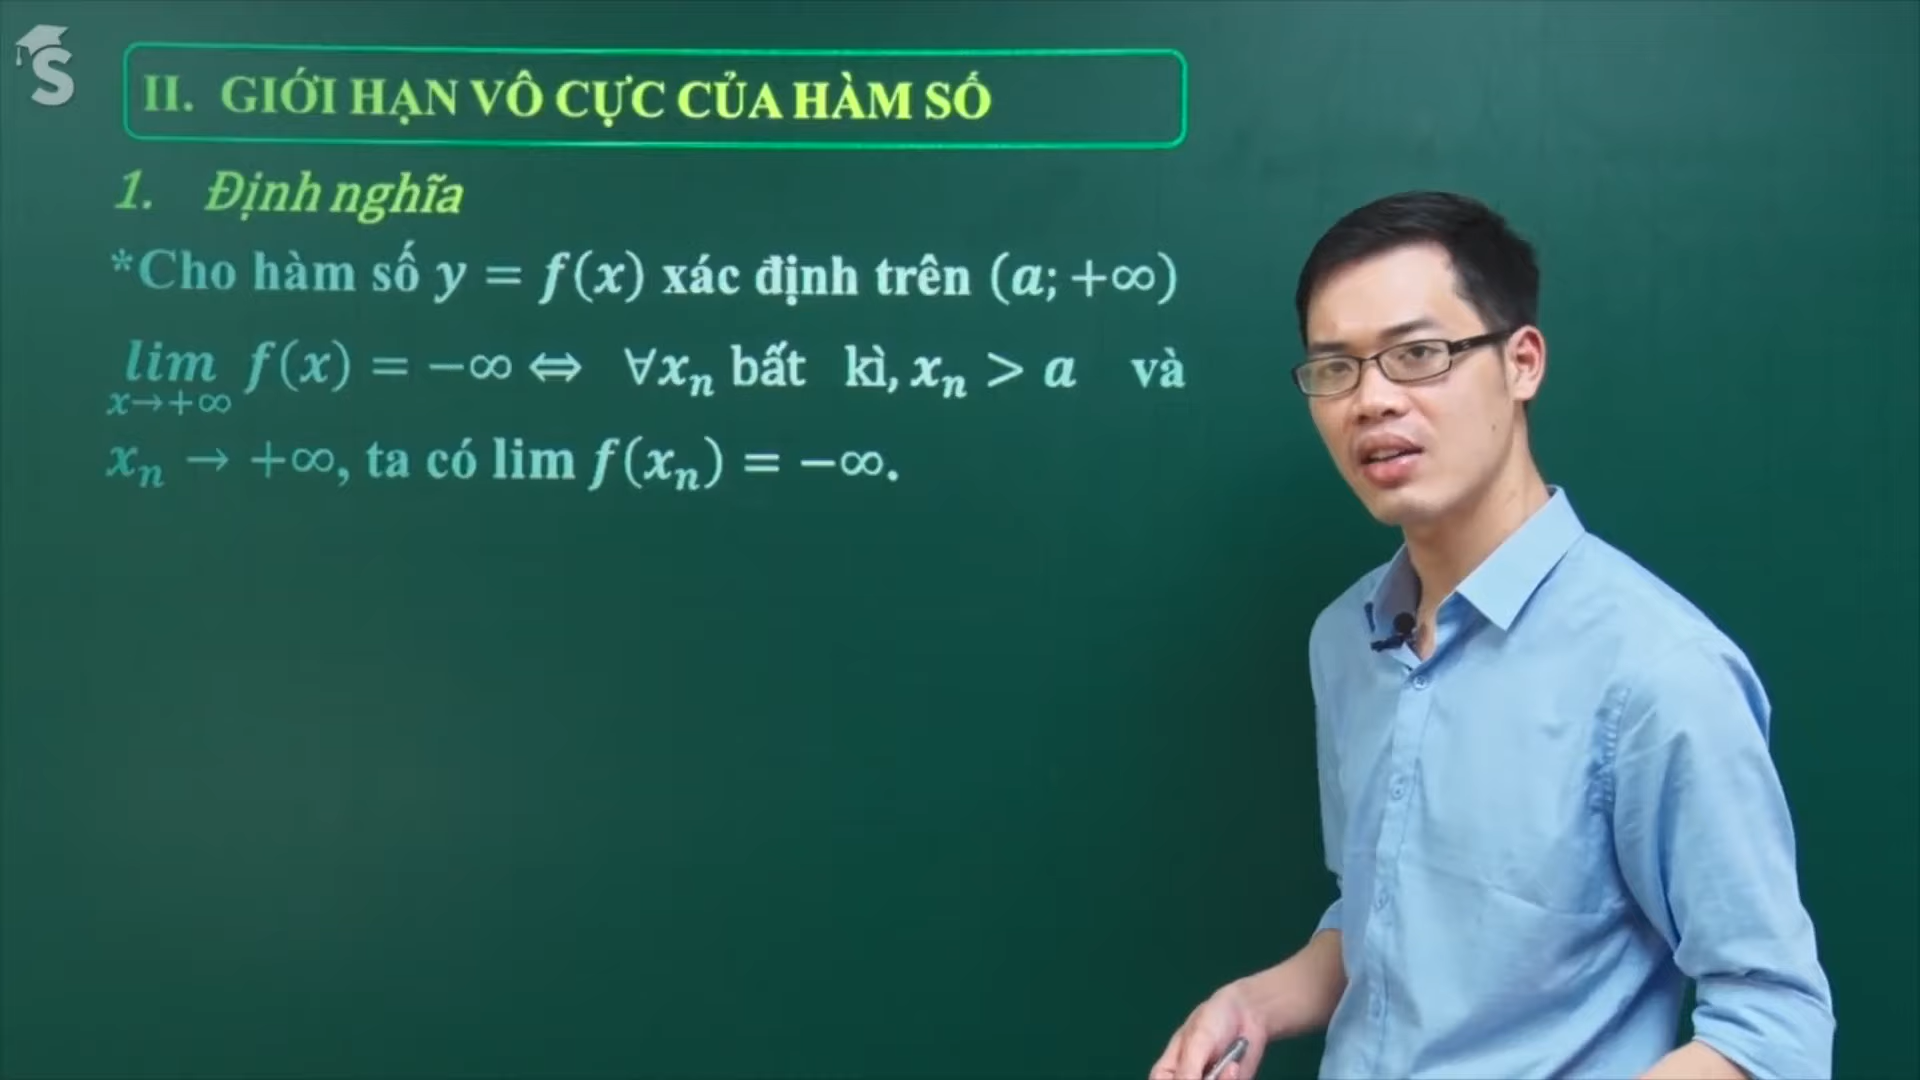 S
II. GIỚI HẠN VÔ CỰC CỦA HÀM SỐ
1. Định nghĩa
*Cho hàm số y = f(x) xác định trên (a; +∞)
lim f(x) = −∞ ⇔ ∀xₙ bất kì, xₙ > a và
x→+∞
xₙ → +∞, ta có lim f(xₙ) = −∞.